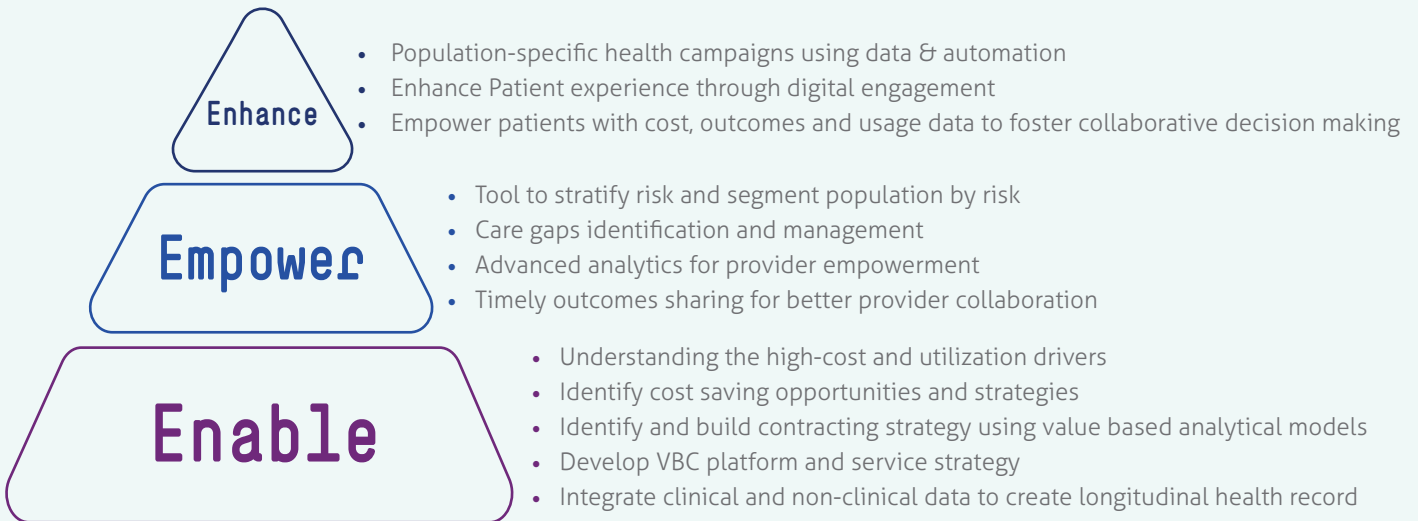 Enhance
• Population-specific health campaigns using data & automation
• Enhance Patient experience through digital engagement
• Empower patients with cost, outcomes and usage data to foster collaborative decision making
Empower
• Tool to stratify risk and segment population by risk
• Care gaps identification and management
• Advanced analytics for provider empowerment
• Timely outcomes sharing for better provider collaboration
Enable
• Understanding the high-cost and utilization drivers
• Identify cost saving opportunities and strategies
• Identify and build contracting strategy using value based analytical models
• Develop VBC platform and service strategy
• Integrate clinical and non-clinical data to create longitudinal health record